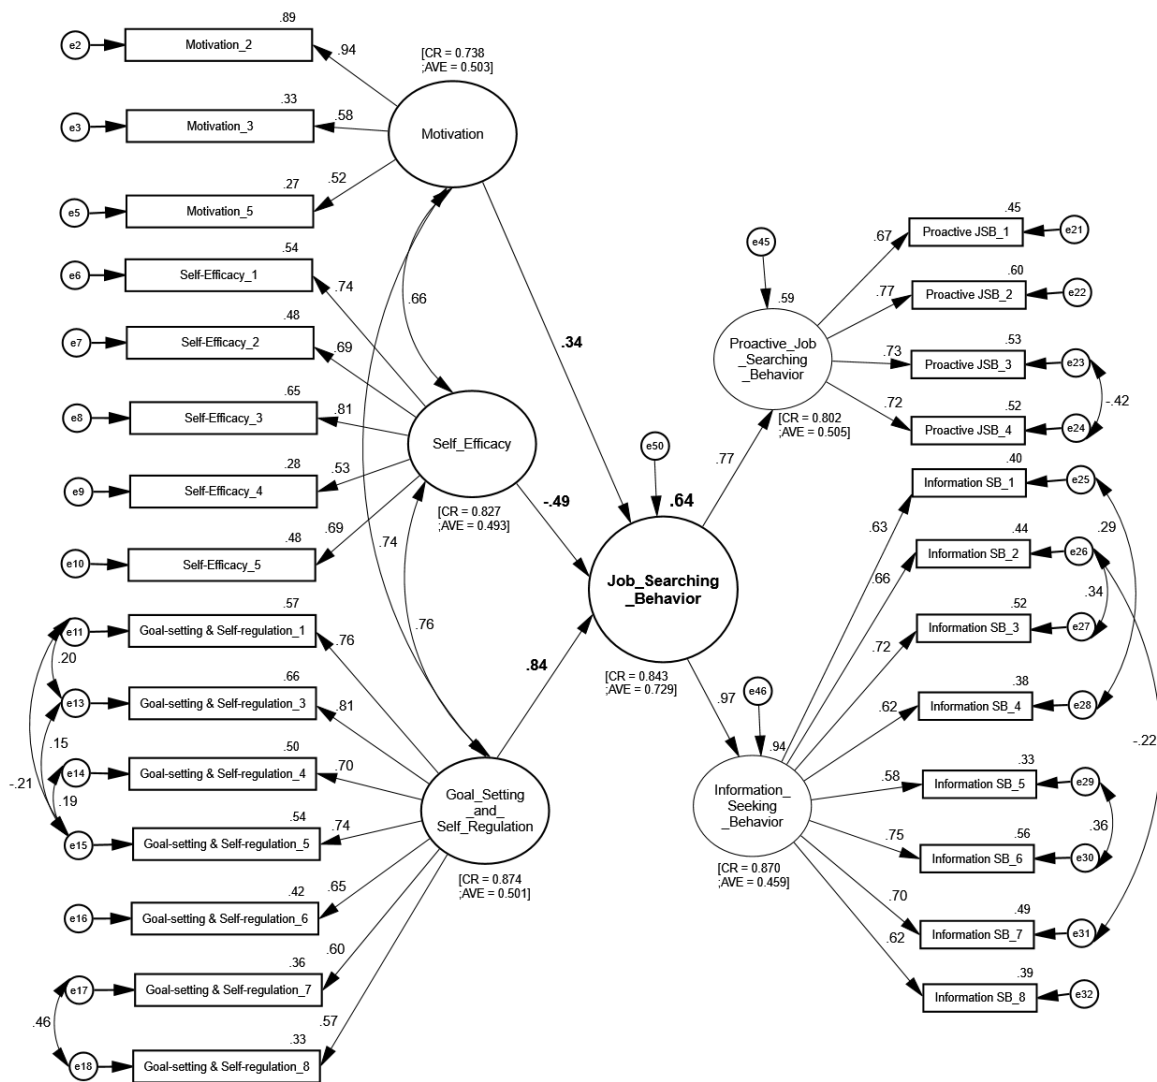 .89
e2
Motivation_2
.94
[CR = 0.738
;AVE = 0.503]
.33
e3
Motivation_3
.58
Motivation
.27
e5
Motivation_5
.52
.54
e6
Self-Efficacy_1
.74
.48
e7
Self-Efficacy_2
.69
.65
e8
Self-Efficacy_3
.81
.28
e9
Self-Efficacy_4
.53
.48
e10
Self-Efficacy_5
.69
.66
Self_Efficacy
[CR = 0.827
;AVE = 0.493]
.74
.76
.57
e11
Goal-setting & Self-regulation_1
.76
.20
.66
e13
Goal-setting & Self-regulation_3
.81
.15
-.21
.50
e14
Goal-setting & Self-regulation_4
.70
.19
.54
e15
Goal-setting & Self-regulation_5
.74
.42
e16
Goal-setting & Self-regulation_6
.65
.36
e17
Goal-setting & Self-regulation_7
.60
.46
.33
e18
Goal-setting & Self-regulation_8
.57
Goal_Setting
_and_
Self_Regulation
[CR = 0.874
;AVE = 0.501]
.34
-.49
.84
e50
.64
Job_Searching
_Behavior
[CR = 0.843
;AVE = 0.729]
.77
.97
e45
.59
Proactive_Job
_Searching
_Behavior
[CR = 0.802
;AVE = 0.505]
.67
.45
Proactive JSB_1
e21
.77
.60
Proactive JSB_2
e22
.73
.53
Proactive JSB_3
e23
-.42
.72
.52
Proactive JSB_4
e24
e46
.94
Information_
Seeking
_Behavior
[CR = 0.870
;AVE = 0.459]
.63
.40
Information SB_1
e25
.29
.66
.44
Information SB_2
e26
.34
.72
.52
Information SB_3
e27
.62
.38
Information SB_4
e28
-.22
.58
.33
Information SB_5
e29
.36
.75
.56
Information SB_6
e30
.70
.49
Information SB_7
e31
.62
.39
Information SB_8
e32